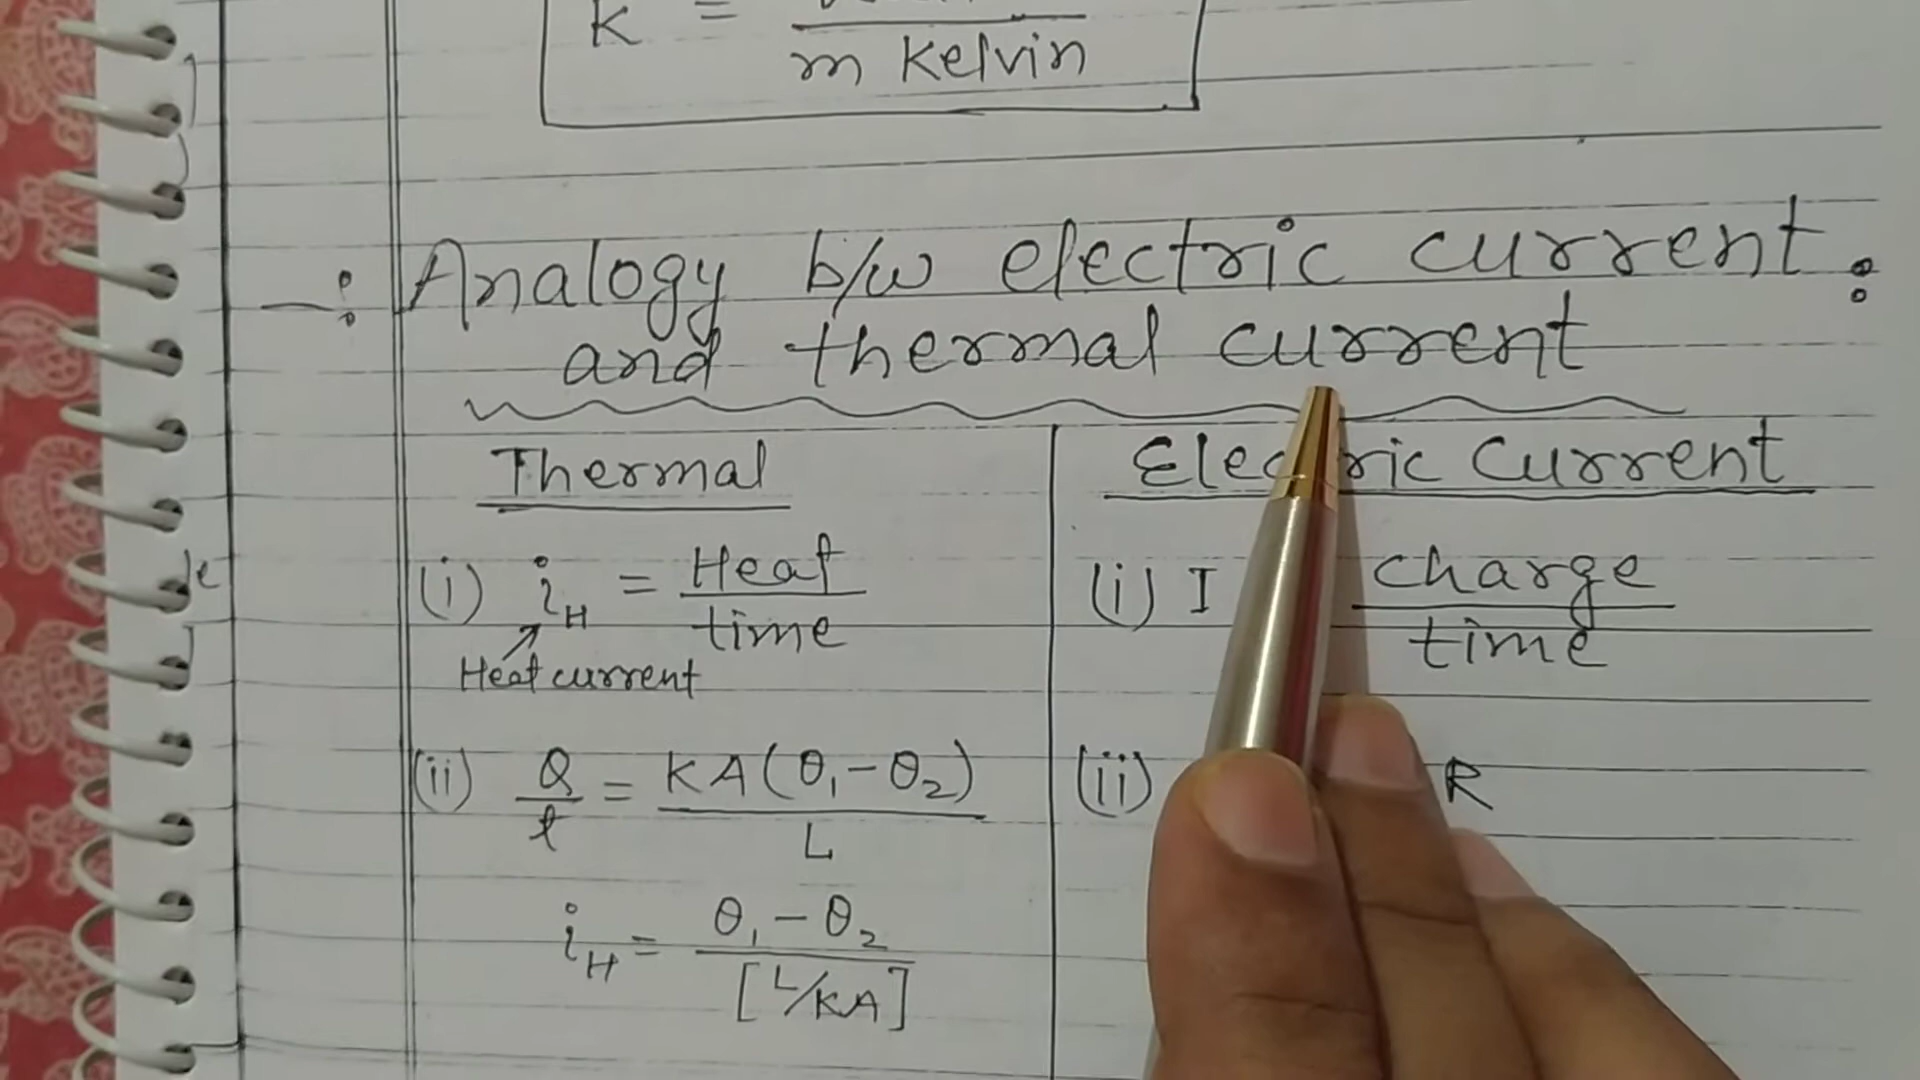 K =
m Kelvin
-: Analogy b/w electric current :
and thermal current
Thermal
Electric Current
(i) iH = Heat
time
Heat current
(i) I charge
time
(ii) Q/t = KA(θ1-θ2)
L
iH = θ1-θ2
[L/KA]
(ii) R